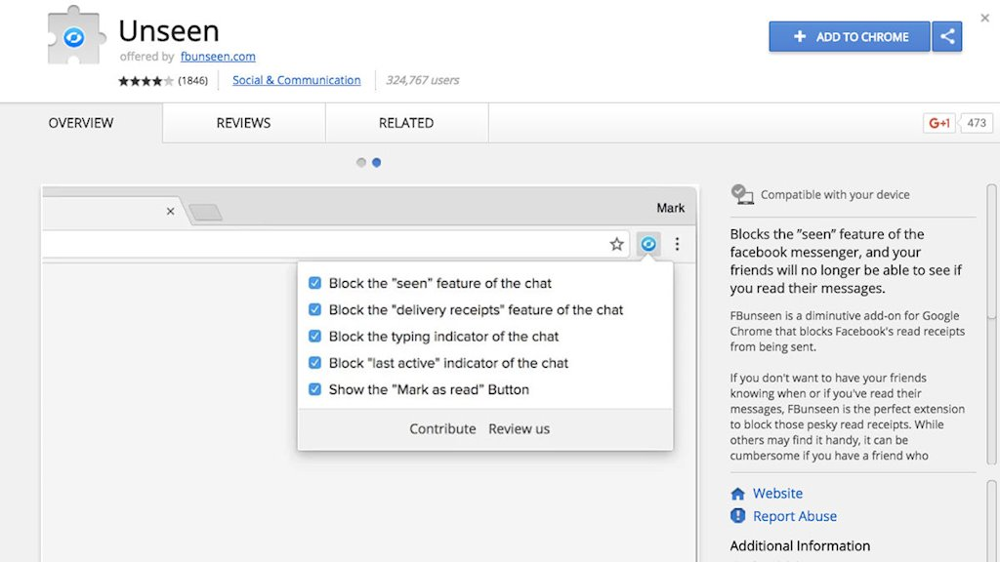 Unseen
offered by fbunseen.com
(1846) Social & Communication 324,767 users
ADD TO CHROME
OVERVIEW REVIEWS RELATED
G+1 473
Mark
Block the "seen" feature of the chat
Block the "delivery receipts" feature of the chat
Block the typing indicator of the chat
Block "last active" indicator of the chat
Show the "Mark as read" Button
Contribute Review us
Compatible with your device
Blocks the ”seen” feature of the
facebook messenger, and your
friends will no longer be able to see if
you read their messages.
FBunseen is a diminutive add-on for Google
Chrome that blocks Facebook's read receipts
from being sent.
If you don't want to have your friends
knowing when or if you've read their
messages, FBunseen is the perfect extension
to block those pesky read receipts. While
others may find it handy, it can be
cumbersome if you have a friend who
Website
Report Abuse
Additional Information